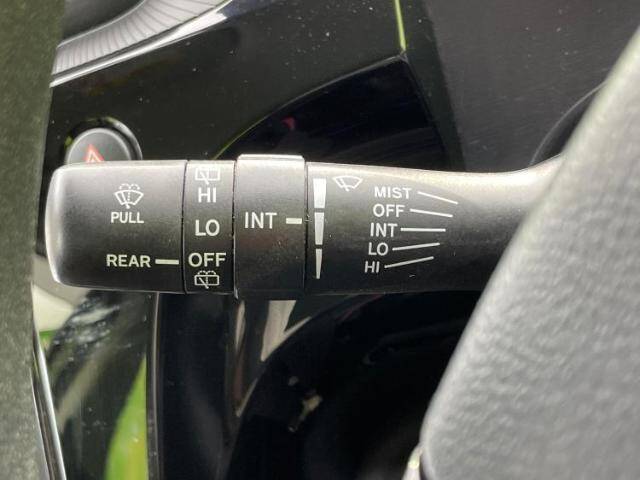 PULL
REAR
HI
LO
OFF
INT
MIST
OFF
INT
LO
HI